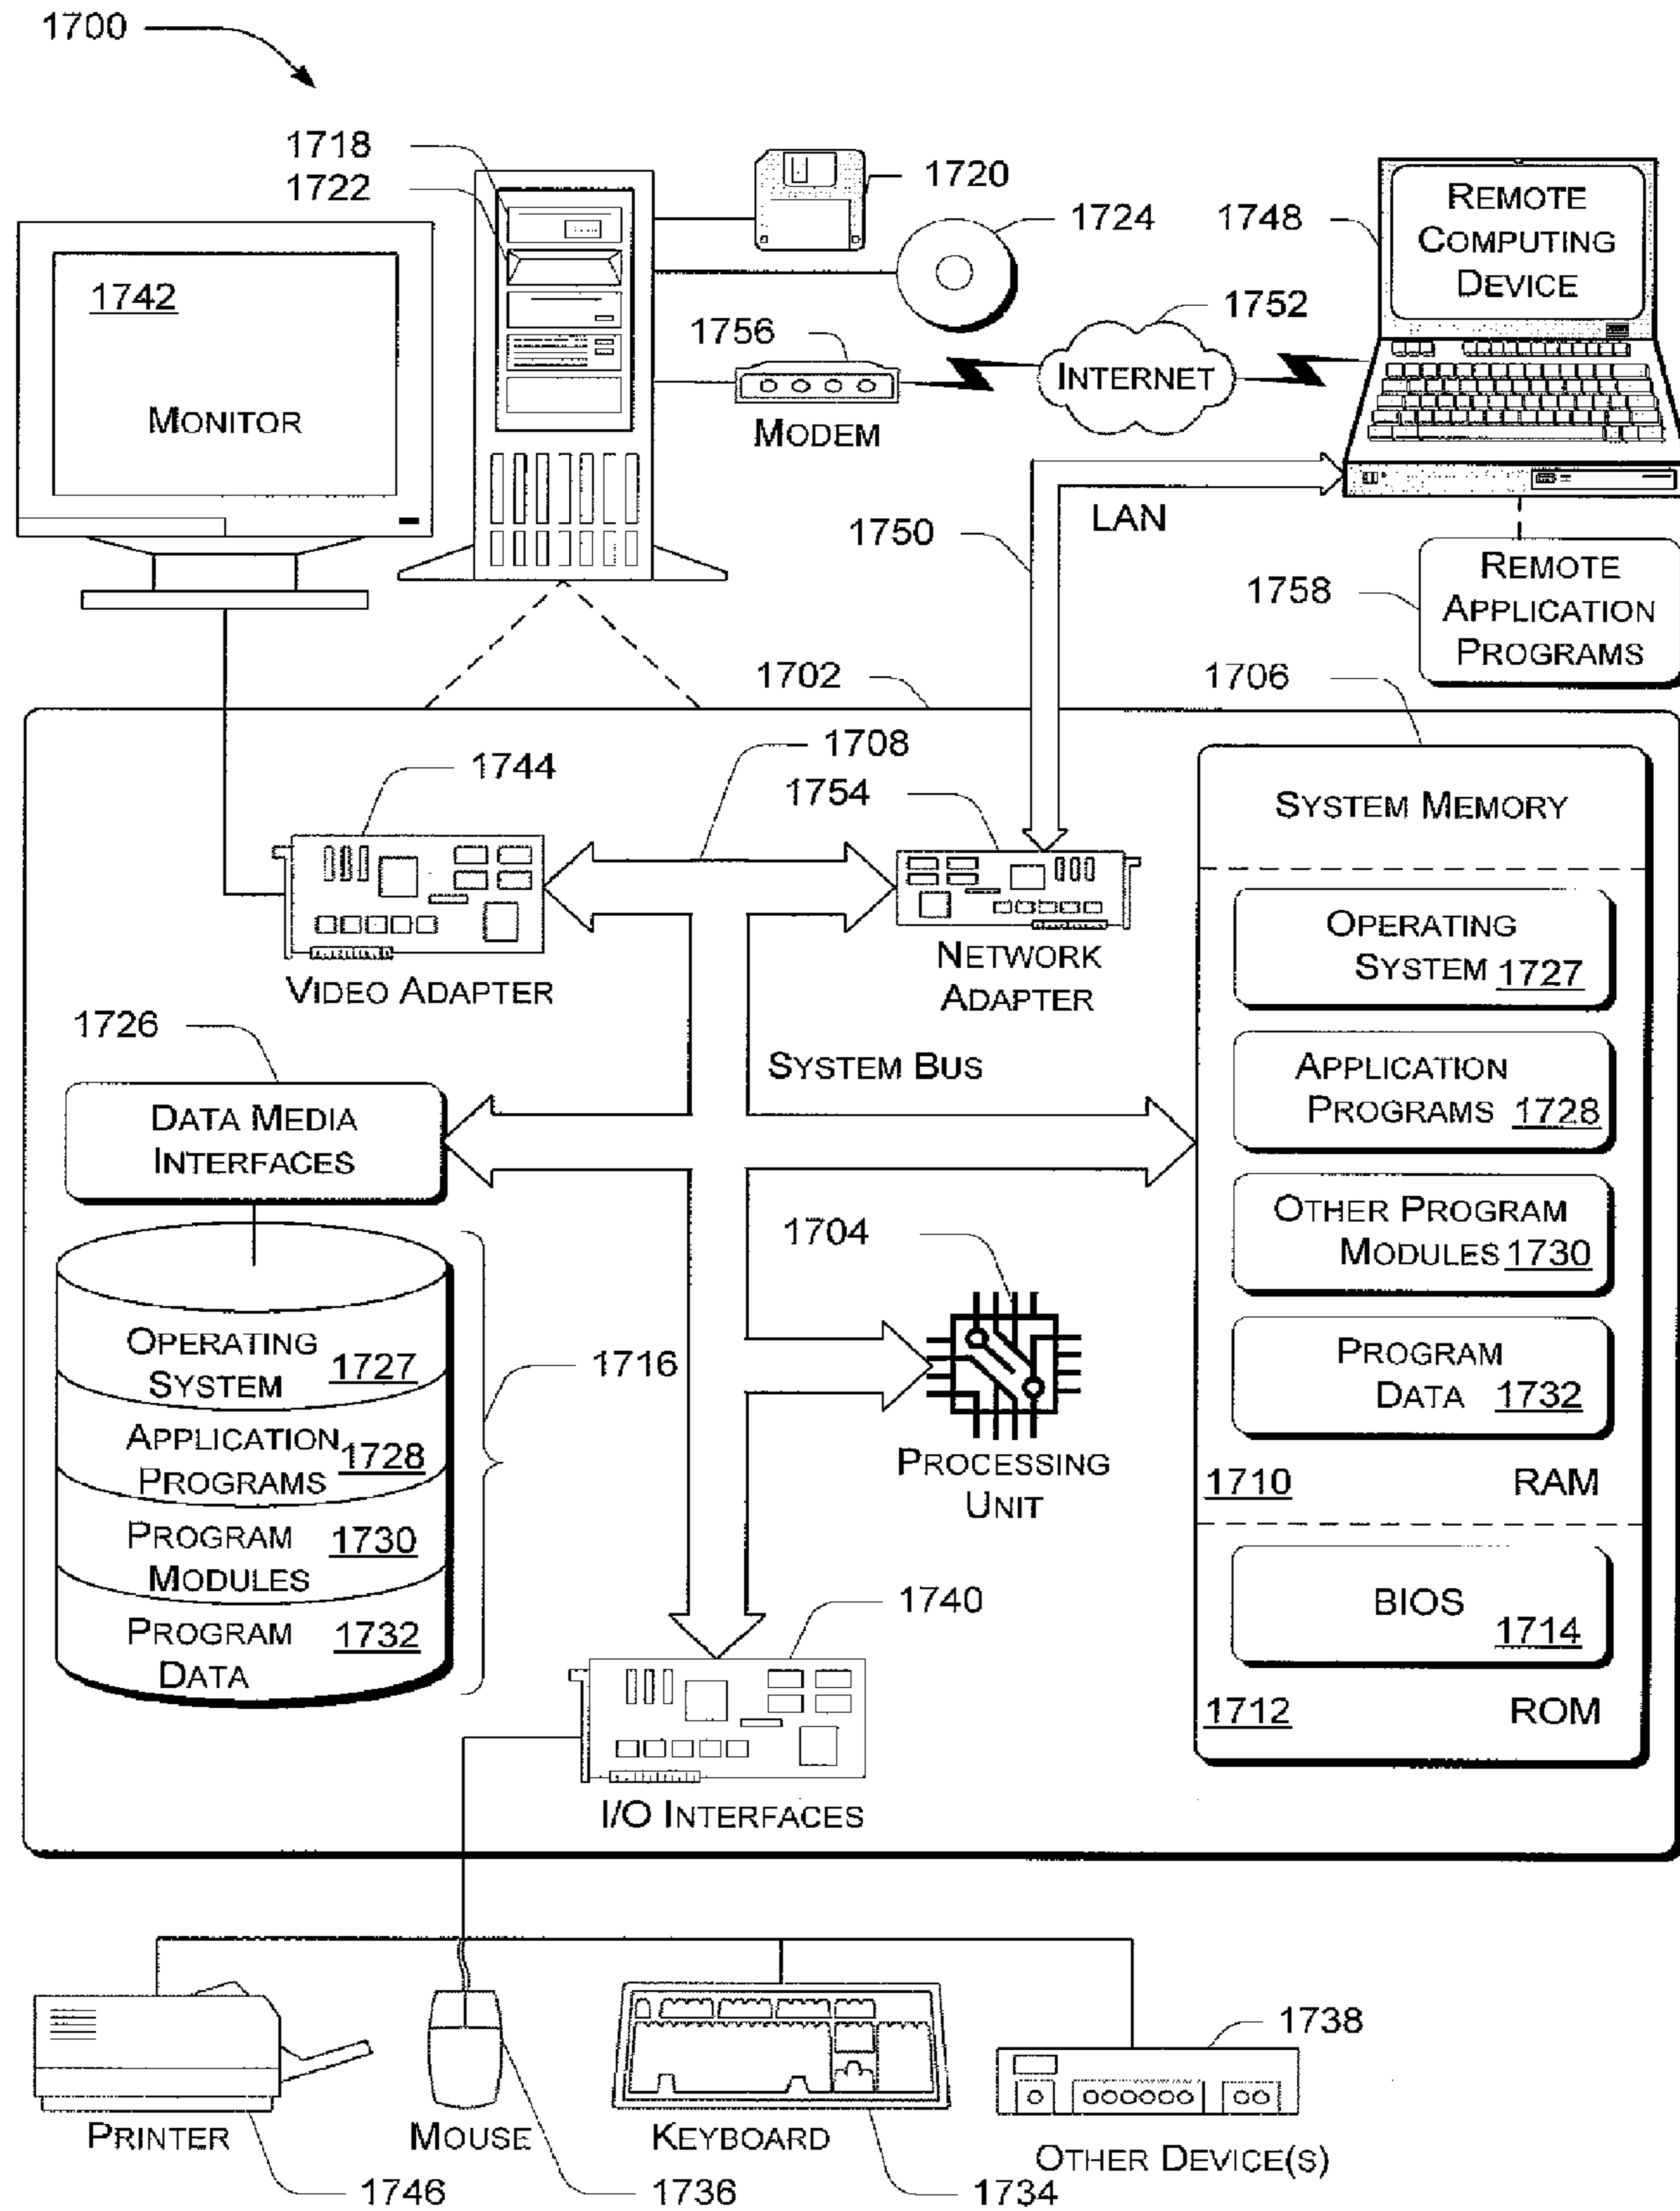 1700
1718
1722
1720
1724
1748
REMOTE
COMPUTING
DEVICE
1742
MONITOR
1756
MODEM
1752
INTERNET
1750
LAN
1758
REMOTE
APPLICATION
PROGRAMS
1702
1706
1708
1744
1754
VIDEO ADAPTER
NETWORK
ADAPTER
SYSTEM MEMORY
OPERATING
SYSTEM 1727
APPLICATION
PROGRAMS 1728
OTHER PROGRAM
MODULES 1730
PROGRAM
DATA 1732
1710 RAM
BIOS
1714
1712 ROM
1726
SYSTEM BUS
DATA MEDIA
INTERFACES
1704
PROCESSING
UNIT
OPERATING
SYSTEM 1727
APPLICATION
PROGRAMS 1728
PROGRAM
MODULES 1730
PROGRAM
DATA 1732
1716
1740
I/O INTERFACES
PRINTER
1746
MOUSE
1736
KEYBOARD
1734
1738
OTHER DEVICE(S)